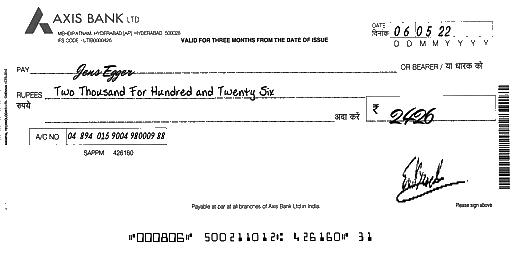 AXIS BANK LTD
MEHDIPATNAM, HYDERABAD [AP] HYDERABAD 500028
IFS CODE - UTIB0000426
VALID FOR THREE MONTHS FROM THE DATE OF ISSUE
DATE
दिनांक 06 05 22
D D M M Y Y Y Y
PAY Jens Egger OR BEARER / या धारक को
RUPEES Two Thousand For Hundred and Twenty Six
रुपये अदा करें ₹ 2426
A/C NO 04 894 015 9004 980009 88
SAPPM 426160
Payable at par at all branches of Axis Bank Ltd in India.
Please sign above
"000806" 500211012: 426160" 31